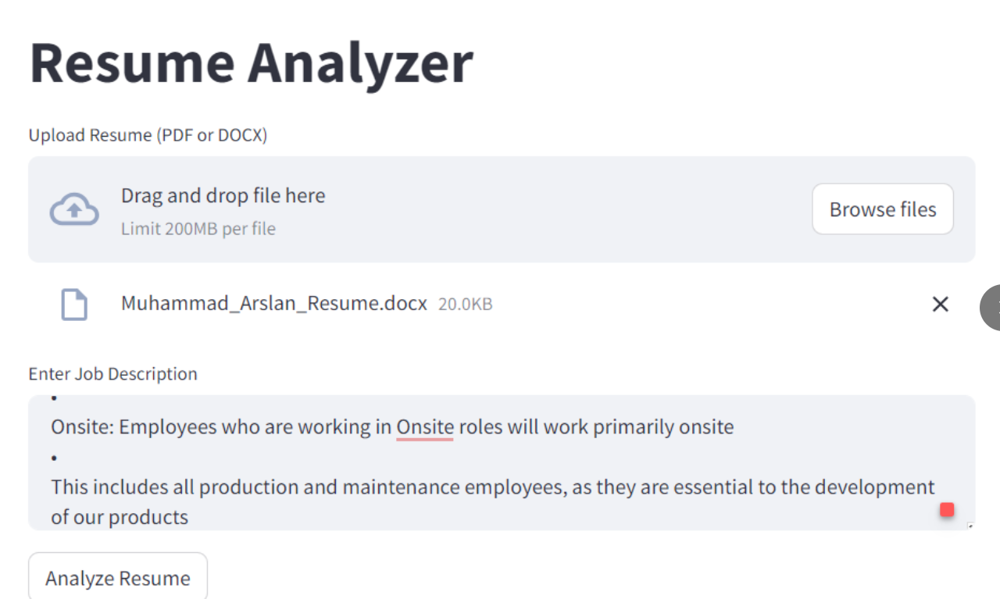 Resume Analyzer
Upload Resume (PDF or DOCX)
Drag and drop file here
Limit 200MB per file
Browse files
Muhammad_Arslan_Resume.docx 20.0KB
Enter Job Description
•
Onsite: Employees who are working in Onsite roles will work primarily onsite
•
This includes all production and maintenance employees, as they are essential to the development
of our products
Analyze Resume